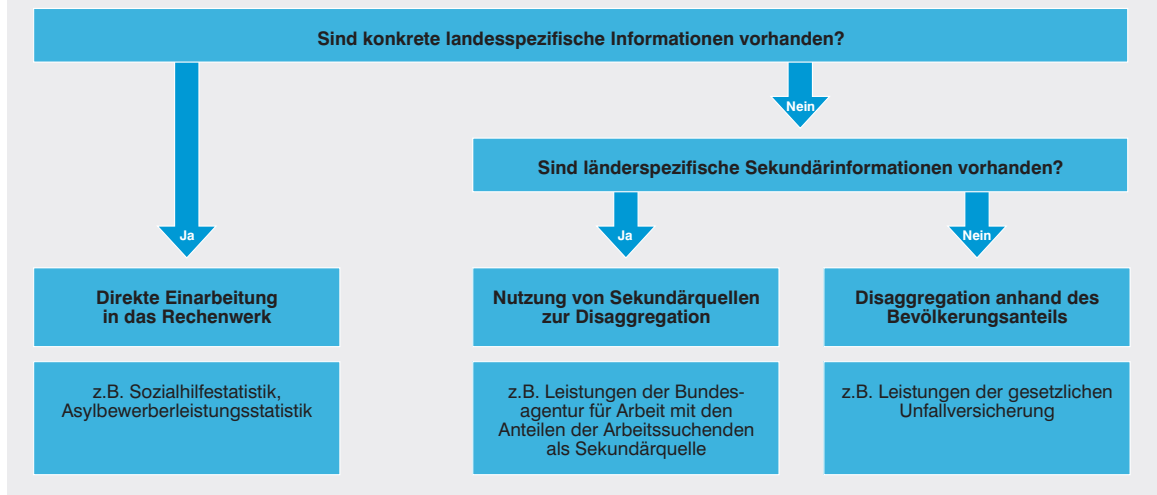 Sind konkrete landesspezifische Informationen vorhanden?
Nein
Sind länderspezifische Sekundärinformationen vorhanden?
Ja
Ja
Nein
Direkte Einarbeitung
in das Rechenwerk
Nutzung von Sekundärquellen
zur Disaggregation
Disaggregation anhand des
Bevölkerungsanteils
z.B. Sozialhilfestatistik,
Asylbewerberleistungsstatistik
z.B. Leistungen der Bundes-
agentur für Arbeit mit den
Anteilen der Arbeitssuchenden
als Sekundärquelle
z.B. Leistungen der gesetzlichen
Unfallversicherung